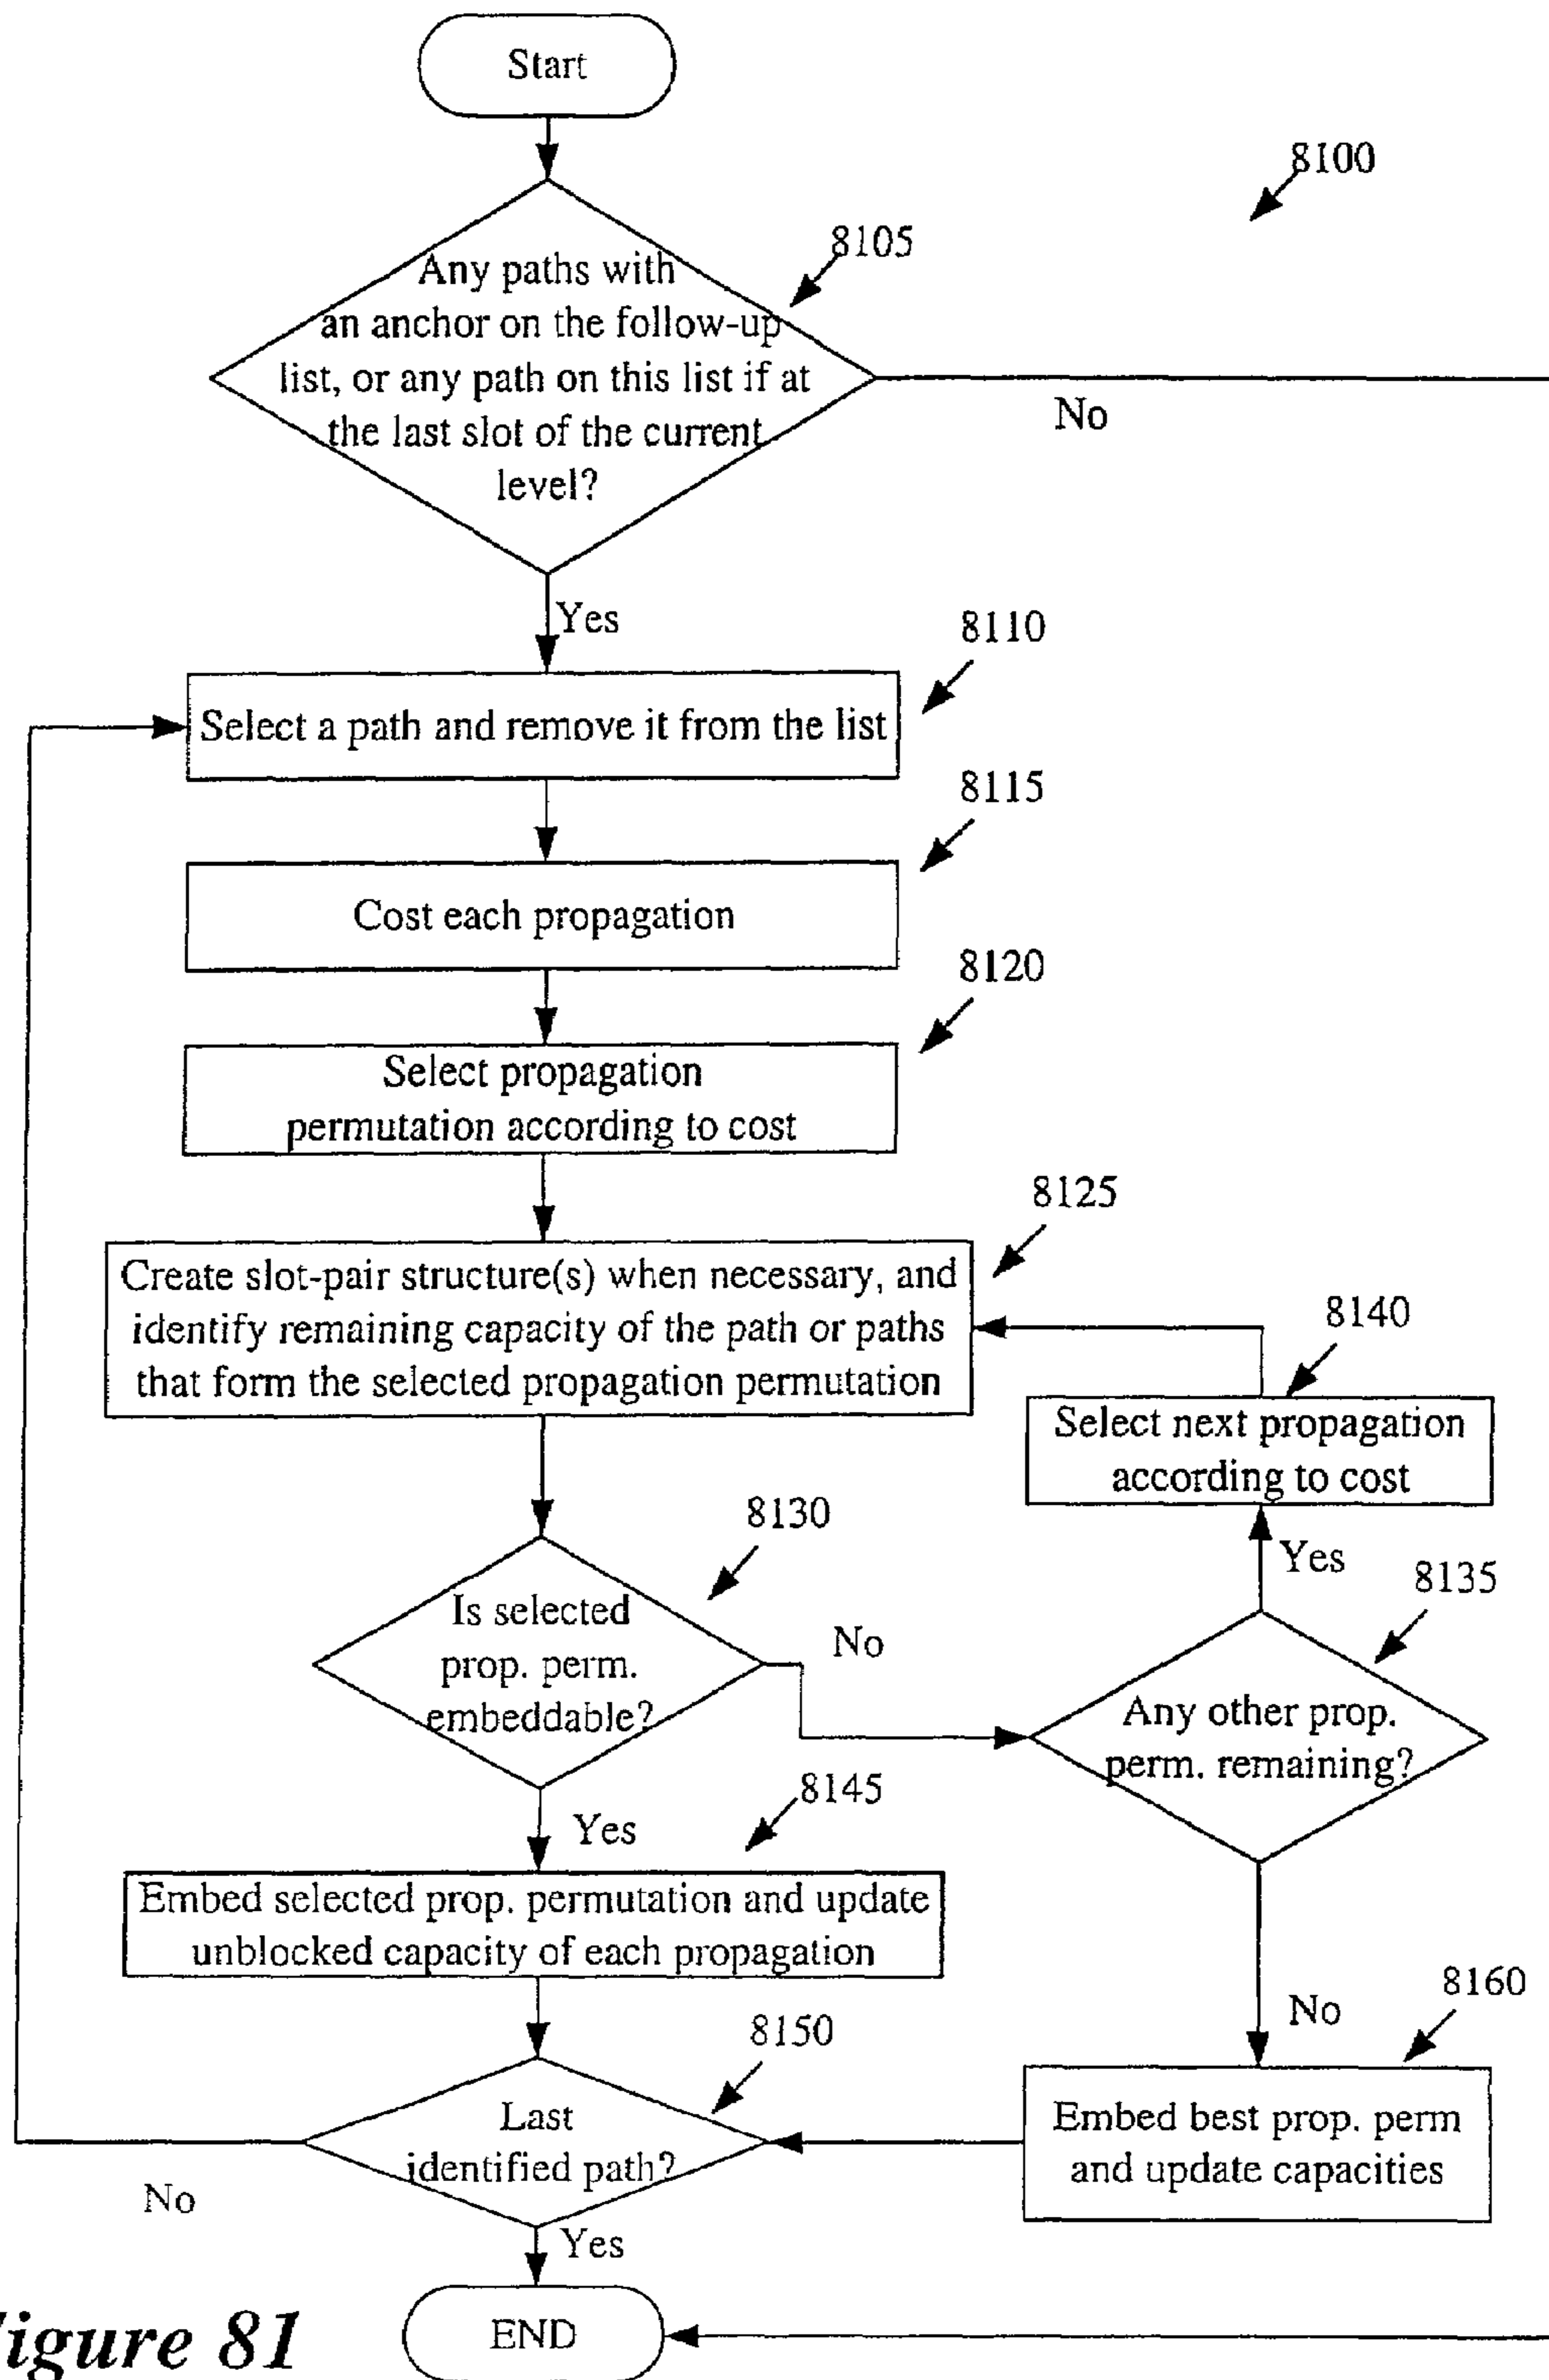 Start
8100
8105
Any paths with
an anchor on the follow-up
list, or any path on this list if at
the last slot of the current
level?
No
Yes
8110
Select a path and remove it from the list
8115
Cost each propagation
8120
Select propagation
permutation according to cost
8125
Create slot-pair structure(s) when necessary, and
identify remaining capacity of the path or paths
that form the selected propagation permutation
8140
Select next propagation
according to cost
8130
Is selected
prop. perm.
embeddable?
No
Yes
8135
Any other prop.
perm. remaining?
8145
Yes
Embed selected prop. permutation and update
unblocked capacity of each propagation
No
8160
8150
Last
identified path?
Embed best prop. perm
and update capacities
No
Yes
END
igure 81